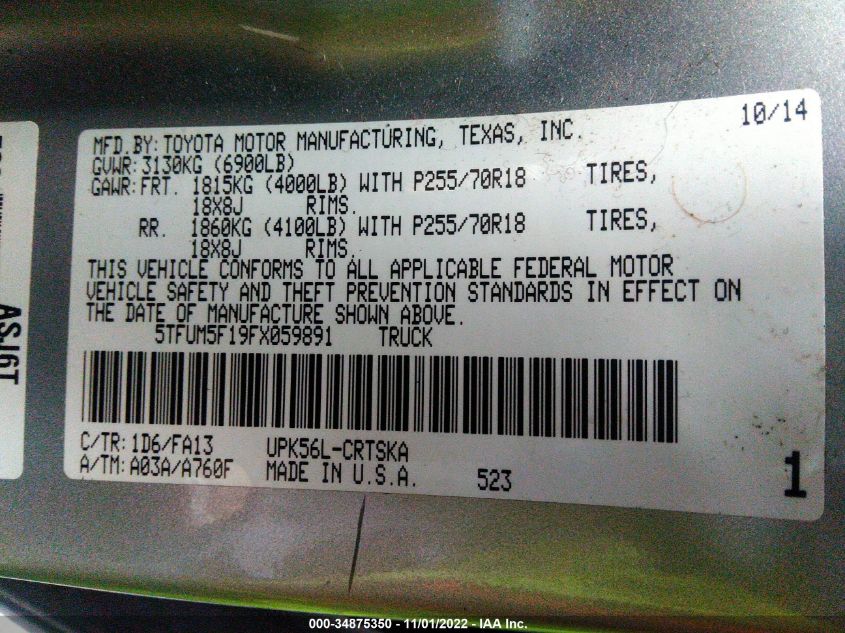 10/14
MFD.BY:TOYOTA MOTOR MANUFACTURING, TEXAS, INC.
GVWR:3130KG (6900LB)
GAWR:FRT. 1815KG (4000LB) WITH P255/70R18 TIRES,
18X8J RIMS.
RR. 1860KG (4100LB) WITH P255/70R18 TIRES,
18X8J RIMS.
THIS VEHICLE CONFORMS TO ALL APPLICABLE FEDERAL MOTOR
VEHICLE SAFETY AND THEFT PREVENTION STANDARDS IN EFFECT ON
THE DATE OF MANUFACTURE SHOWN ABOVE.
5TFUM5F19FX059891 TRUCK
C/TR:1D6/FA13 UPK56L-CRTSKA
A/TM:A03A/A760F MADE IN U.S.A. 523
1
ASJ6T
000-34875350 - 11/01/2022 - IAA Inc.